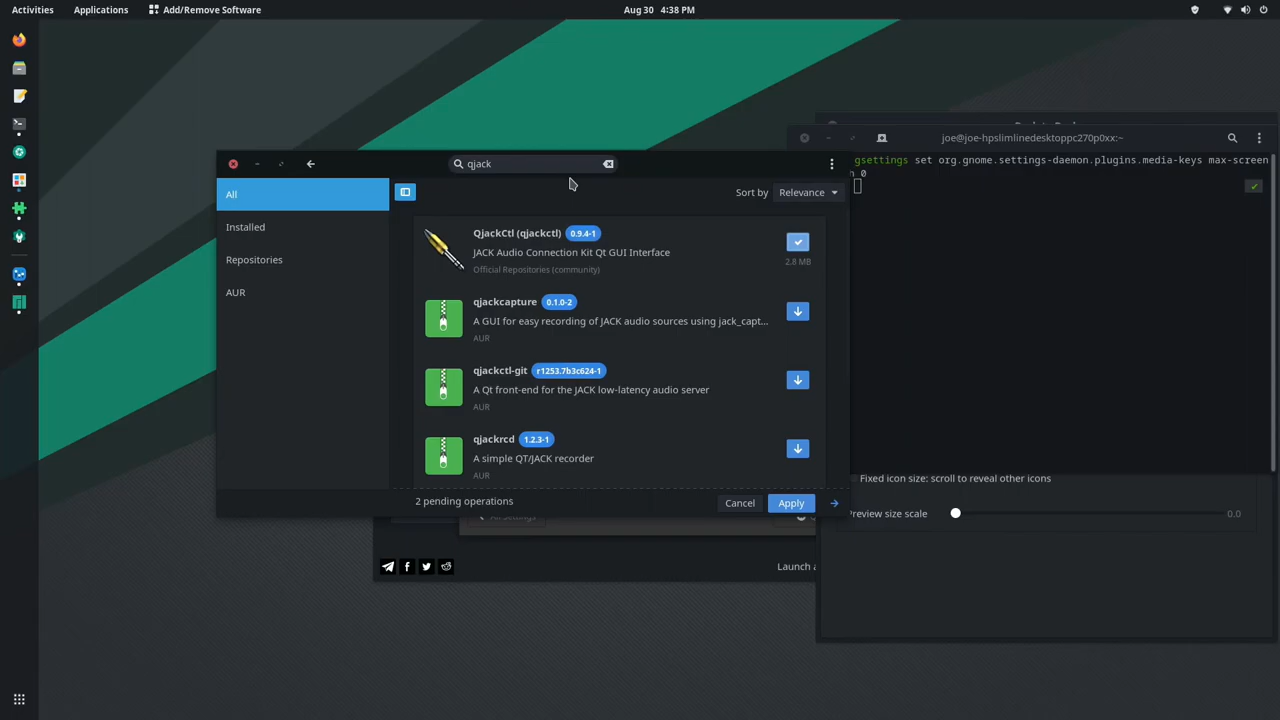 Activities Applications Add/Remove Software Aug 30 4:38 PM
joe@joe-hpslimlinedesktoppc270p0xx:~
gsettings set org.gnome.settings-daemon.plugins.media-keys max-screen
n 0
qjack
All
Installed
Repositories
AUR
Sort by Relevance
QjackCtl (qjackctl) 0.9.4-1
JACK Audio Connection Kit Qt GUI Interface
Official Repositories (community)
2.8 MB
qjackcapture 0.1.0-2
A GUI for easy recording of JACK audio sources using jack_capt...
AUR
qjackctl-git r1253.7b3c624-1
A Qt front-end for the JACK low-latency audio server
AUR
qjackrcd 1.2.3-1
A simple QT/JACK recorder
AUR
2 pending operations Cancel Apply
All Settings
Launch a
Fixed icon size: scroll to reveal other icons
Preview size scale 0.0